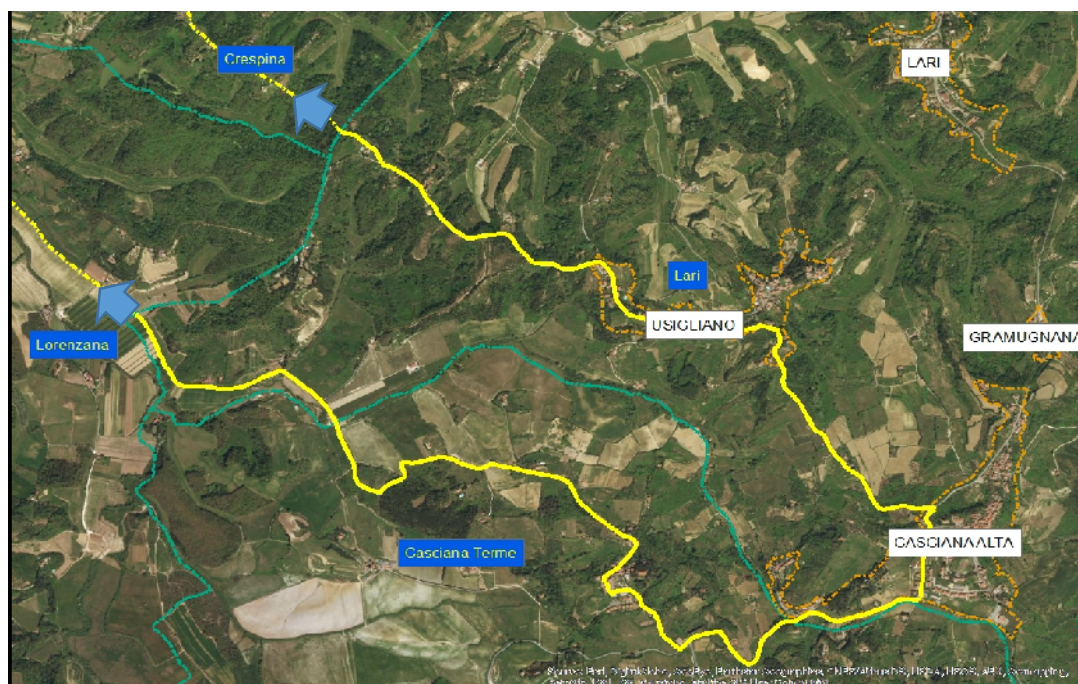 Crespina
LARI
Lari
USIGLIANO
GRAMUGNANA
Lorenzana
CASCIANA ALTA
Casciana Terme